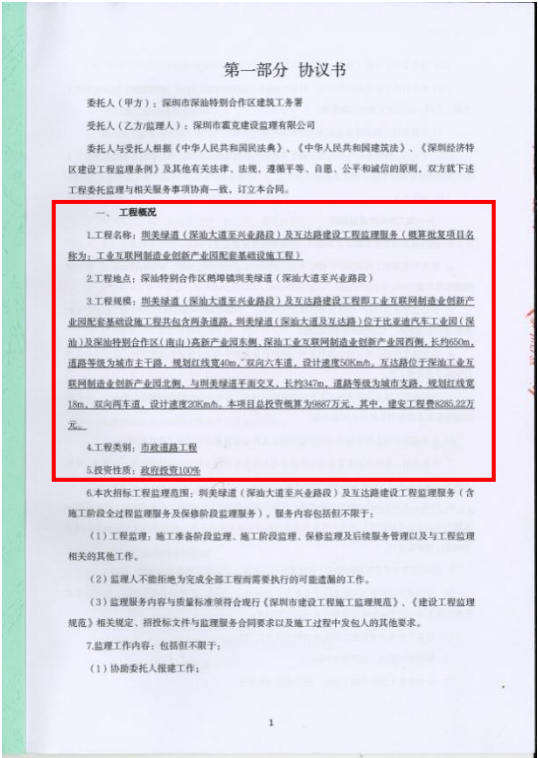 第一部分 协议书
委托人（甲方）：深圳市深汕特别合作区建筑工务署
受托人（乙方/监理人）：深圳市霍克建设监理有限公司
委托人与受托人根据《中华人民共和国民法典》、《中华人民共和国建筑法》、《深圳经济特
区建设工程监理条例》及其他有关法律、法规，遵循平等、自愿、公平和诚信的原则，双方就下述
工程委托监理与相关服务事项协商一致，订立本合同。
一、 工程概况
1.工程名称：圳美绿道（深汕大道至兴业路段）及互达路建设工程监理服务（概算批复项目名
称为：工业互联网制造业创新产业园配套基础设施工程）
2.工程地点：深汕特别合作区鹅埠镇圳美绿道（深汕大道至兴业路段）
3.工程规模：圳美绿道（深汕大道至兴业路段）及互达路建设工程即工业互联网制造业创新产
业园配套基础设施工程共包含两条道路。圳美绿道（深汕大道及互达路）位于比亚迪汽车工业园（深
汕）及深汕特别合作区（南山）高新产业园东侧、深汕工业互联网制造业创新产业园西侧，长约650m，
道路等级为城市主干路，规划红线宽40m，双向六车道，设计速度50Km/h。互达路位于深汕工业互
联网制造业创新产业园北侧，与圳美绿道平面交叉，长约347m，道路等级为城市支路，规划红线宽
18m，双向两车道，设计速度20Km/h。本项目总投资概算为9887万元，其中，建安工程费8285.22万
元。
4.工程类别：市政道路工程
5.投资性质：政府投资100%
6.本次招标工程监理范围：圳美绿道（深汕大道至兴业路段）及互达路建设工程监理服务（含
施工阶段全过程监理服务及保修阶段监理服务）。服务内容包括但不限于：
（1）工程监理：施工准备阶段监理、施工阶段监理、保修监理及后续服务管理以及与工程监理
相关的其他工作。
（2）监理人不能拒绝为完成全部工程而需要执行的可能遗漏的工作。
（3）监理服务内容与质量标准须符合现行《深圳市建设工程施工监理规范》、《建设工程监理
规范》相关规定、招投标文件与监理服务合同要求以及施工过程中发包人的其他要求。
7.监理工作内容：包括但不限于：
（1）协助委托人报建工作；
1